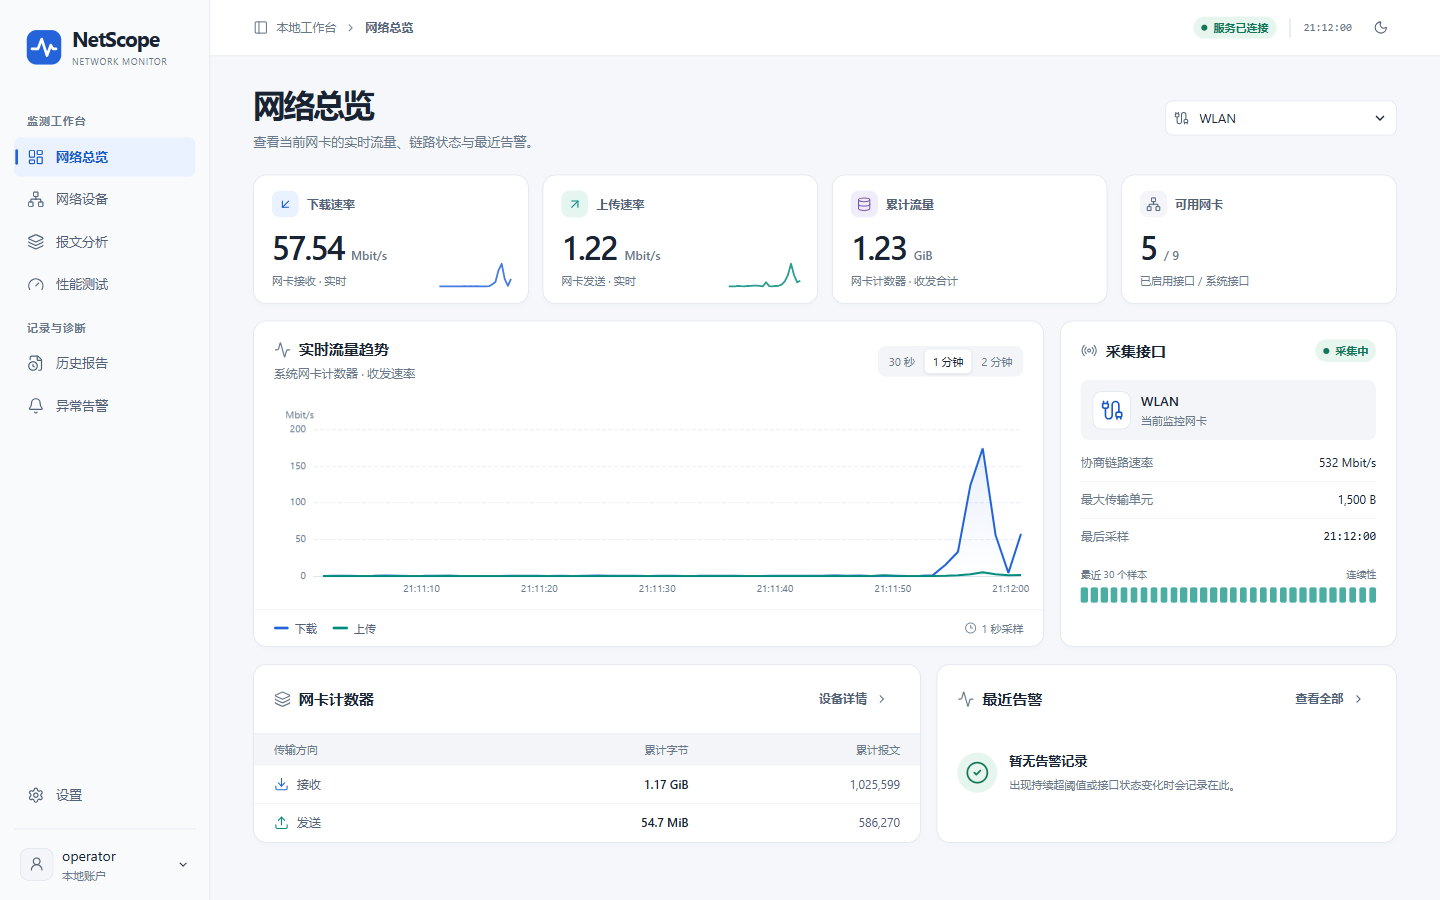 NetScope
NETWORK MONITOR
监测工作台
网络总览
网络设备
报文分析
性能测试
记录与诊断
历史报告
异常告警
设置
operator
本地账户
本地工作台
网络总览
服务已连接
21:12:00
网络总览
查看当前网卡的实时流量、链路状态与最近告警。
WLAN
下载速率
57.54 Mbit/s
网卡接收 · 实时
上传速率
1.22 Mbit/s
网卡发送 · 实时
累计流量
1.23 GiB
网卡计数器 · 收发合计
可用网卡
5 / 9
已启用接口 / 系统接口
实时流量趋势
系统网卡计数器 · 收发速率
30 秒 1 分钟 2 分钟
Mbit/s
200
150
100
50
0
21:11:10 21:11:20 21:11:30 21:11:40 21:11:50 21:12:00
下载 上传
1 秒采样
采集接口
采集中
WLAN
当前监控网卡
协商链路速率 532 Mbit/s
最大传输单元 1,500 B
最后采样 21:12:00
最近 30 个样本 连续性
网卡计数器
设备详情
传输方向 累计字节 累计报文
接收 1.17 GiB 1,025,599
发送 54.7 MiB 586,270
最近告警
查看全部
暂无告警记录
出现持续超阈值或接口状态变化时会记录在此。